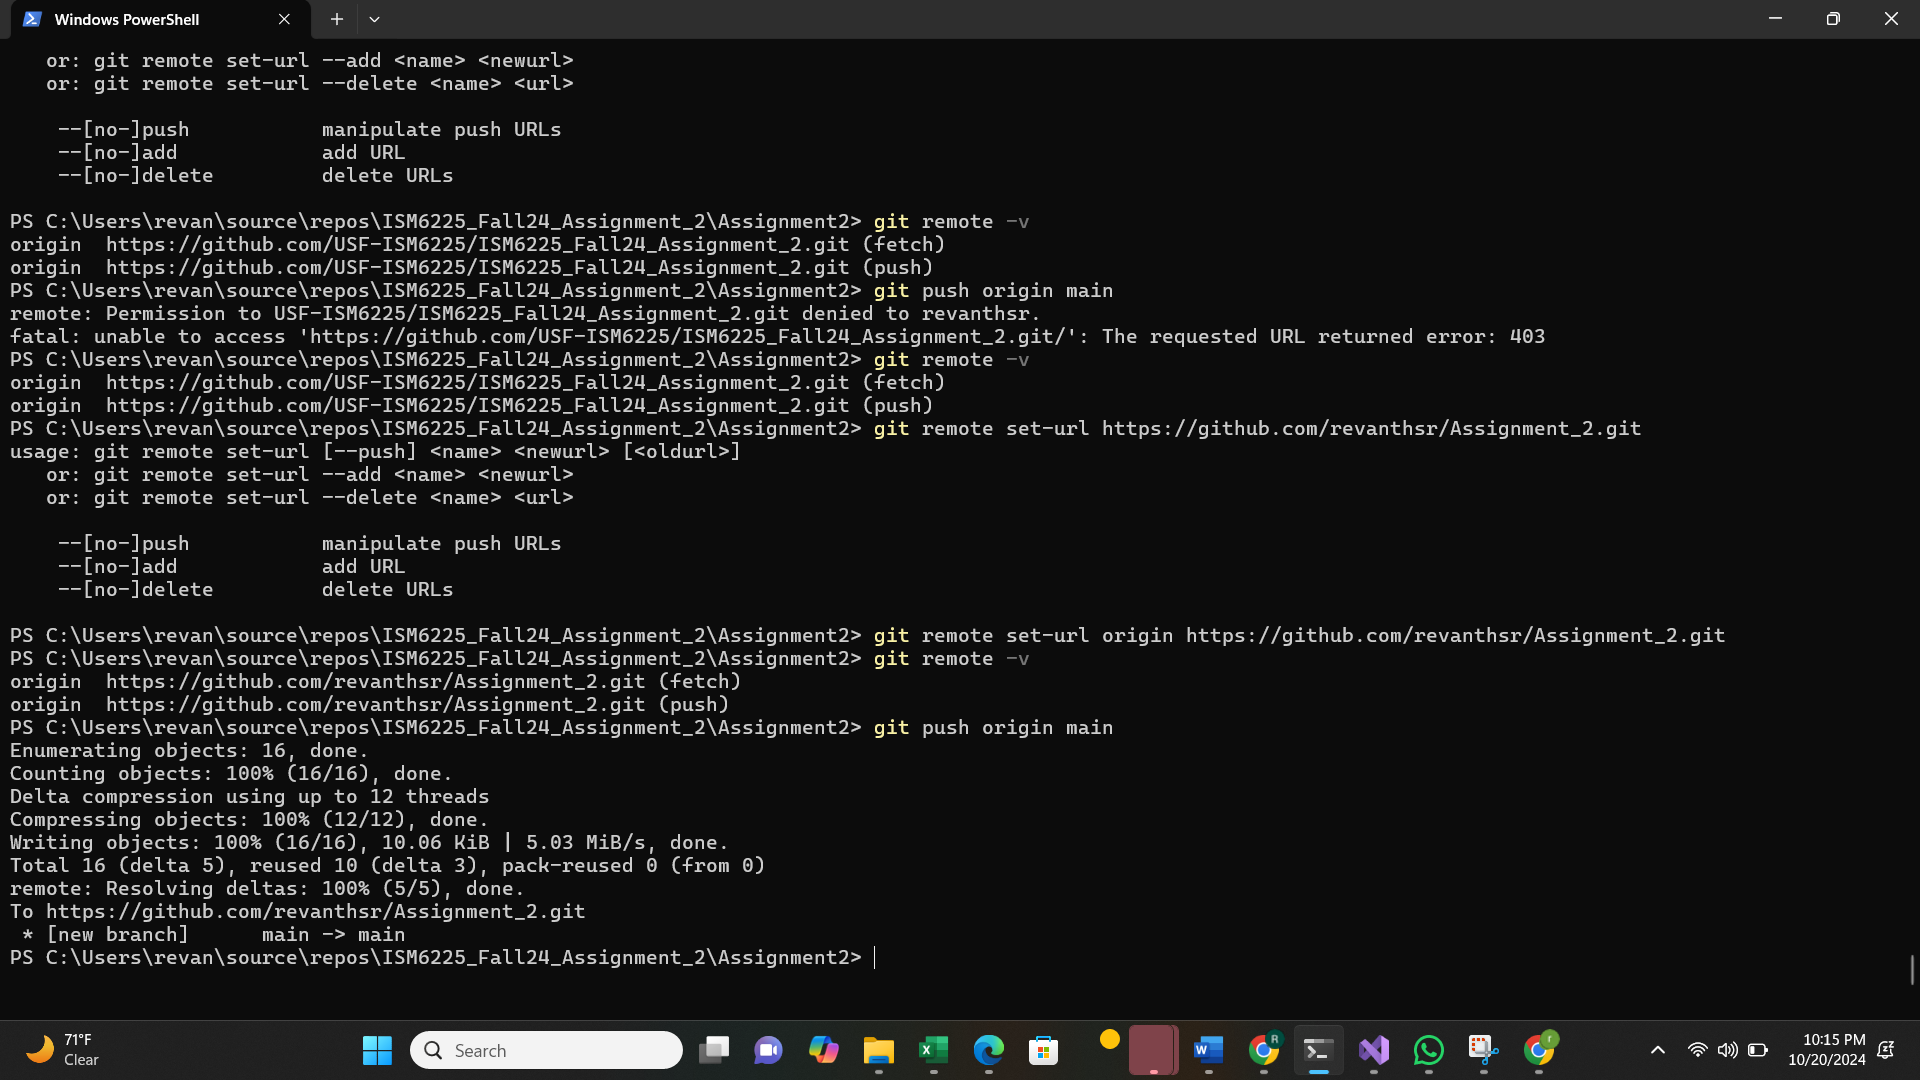 Windows PowerShell
   or: git remote set-url --add <name> <newurl>
   or: git remote set-url --delete <name> <url>
    --[no-]push           manipulate push URLs
    --[no-]add            add URL
    --[no-]delete         delete URLs
PS C:\Users\revan\source\repos\ISM6225_Fall24_Assignment_2\Assignment2> git remote -v
origin  https://github.com/USF-ISM6225/ISM6225_Fall24_Assignment_2.git (fetch)
origin  https://github.com/USF-ISM6225/ISM6225_Fall24_Assignment_2.git (push)
PS C:\Users\revan\source\repos\ISM6225_Fall24_Assignment_2\Assignment2> git push origin main
remote: Permission to USF-ISM6225/ISM6225_Fall24_Assignment_2.git denied to revanthsr.
fatal: unable to access 'https://github.com/USF-ISM6225/ISM6225_Fall24_Assignment_2.git/': The requested URL returned error: 403
PS C:\Users\revan\source\repos\ISM6225_Fall24_Assignment_2\Assignment2> git remote -v
origin  https://github.com/USF-ISM6225/ISM6225_Fall24_Assignment_2.git (fetch)
origin  https://github.com/USF-ISM6225/ISM6225_Fall24_Assignment_2.git (push)
PS C:\Users\revan\source\repos\ISM6225_Fall24_Assignment_2\Assignment2> git remote set-url https://github.com/revanthsr/Assignment_2.git
usage: git remote set-url [--push] <name> <newurl> [<oldurl>]
   or: git remote set-url --add <name> <newurl>
   or: git remote set-url --delete <name> <url>
    --[no-]push           manipulate push URLs
    --[no-]add            add URL
    --[no-]delete         delete URLs
PS C:\Users\revan\source\repos\ISM6225_Fall24_Assignment_2\Assignment2> git remote set-url origin https://github.com/revanthsr/Assignment_2.git
PS C:\Users\revan\source\repos\ISM6225_Fall24_Assignment_2\Assignment2> git remote -v
origin  https://github.com/revanthsr/Assignment_2.git (fetch)
origin  https://github.com/revanthsr/Assignment_2.git (push)
PS C:\Users\revan\source\repos\ISM6225_Fall24_Assignment_2\Assignment2> git push origin main
Enumerating objects: 16, done.
Counting objects: 100% (16/16), done.
Delta compression using up to 12 threads
Compressing objects: 100% (12/12), done.
Writing objects: 100% (16/16), 10.06 KiB | 5.03 MiB/s, done.
Total 16 (delta 5), reused 10 (delta 3), pack-reused 0 (from 0)
remote: Resolving deltas: 100% (5/5), done.
To https://github.com/revanthsr/Assignment_2.git
 * [new branch]      main -> main
PS C:\Users\revan\source\repos\ISM6225_Fall24_Assignment_2\Assignment2>
71°F
Clear
Search
10:15 PM
10/20/2024